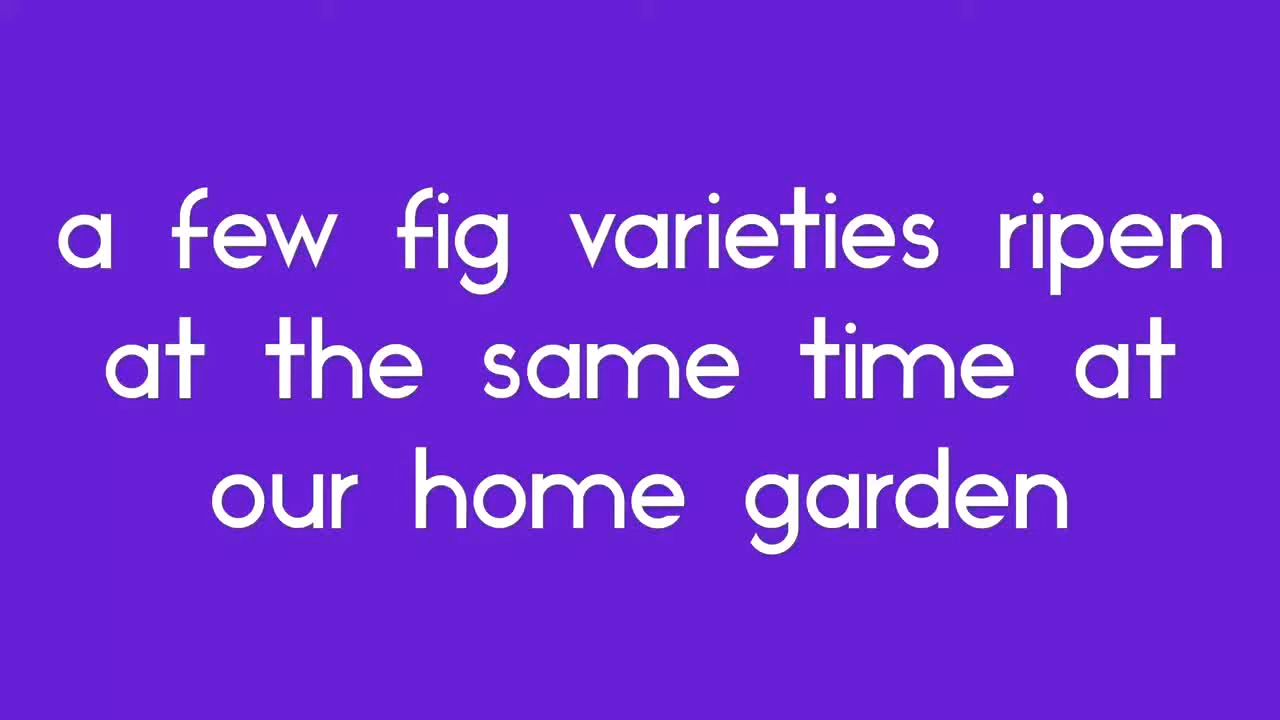 a few fig varieties ripen
at the same time at
our home garden